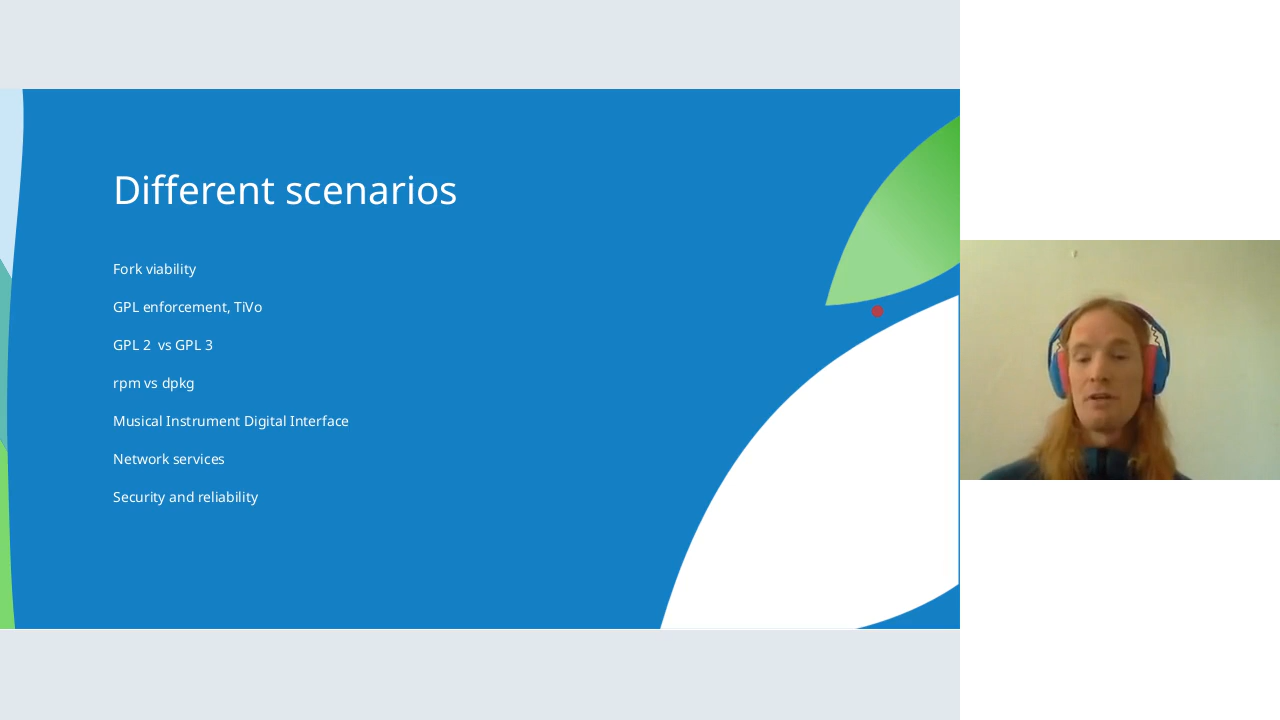 Different scenarios
Fork viability
GPL enforcement, TiVo
GPL 2  vs GPL 3
rpm vs dpkg
Musical Instrument Digital Interface
Network services
Security and reliability